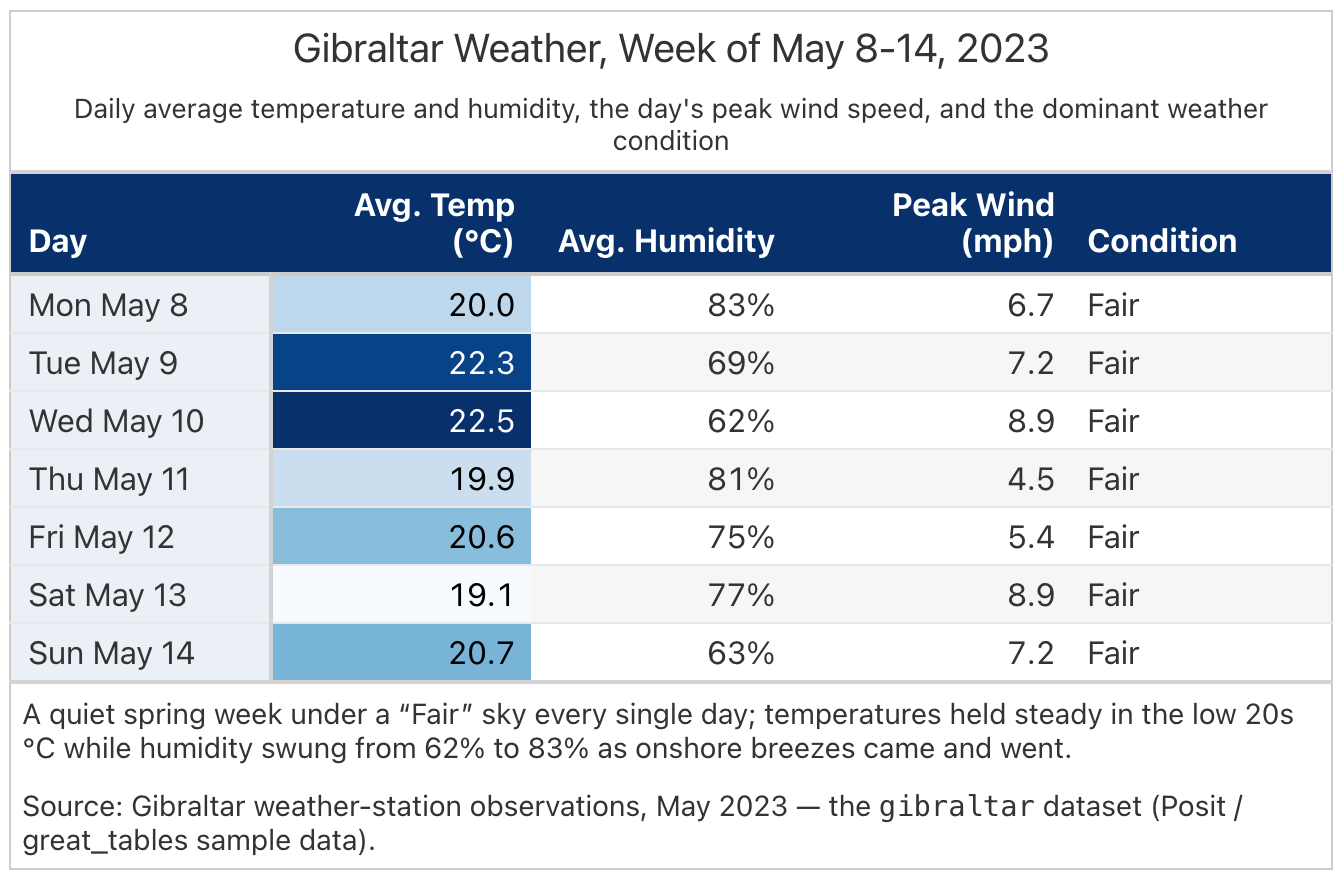 Gibraltar Weather, Week of May 8-14, 2023
Daily average temperature and humidity, the day's peak wind speed, and the dominant weather
condition
Day Avg. Temp (°C) Avg. Humidity Peak Wind (mph) Condition
Mon May 8 20.0 83% 6.7 Fair
Tue May 9 22.3 69% 7.2 Fair
Wed May 10 22.5 62% 8.9 Fair
Thu May 11 19.9 81% 4.5 Fair
Fri May 12 20.6 75% 5.4 Fair
Sat May 13 19.1 77% 8.9 Fair
Sun May 14 20.7 63% 7.2 Fair
A quiet spring week under a “Fair” sky every single day; temperatures held steady in the low 20s
°C while humidity swung from 62% to 83% as onshore breezes came and went.
Source: Gibraltar weather-station observations, May 2023 — the gibraltar dataset (Posit /
great_tables sample data).